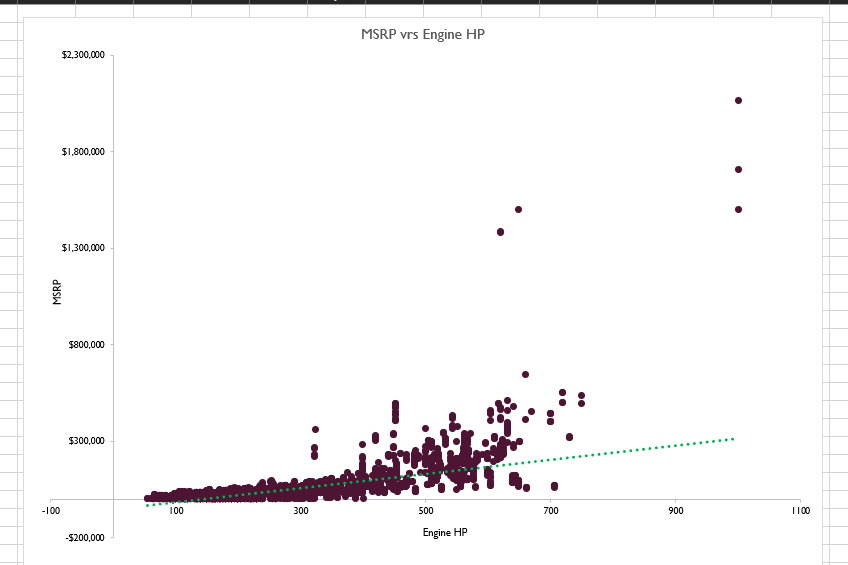 MSRP vrs Engine HP
$2,300,000
$1,800,000
$1,300,000
MSRP
$800,000
$300,000
-100 100 300 500 700 900 1100
Engine HP
-$200,000